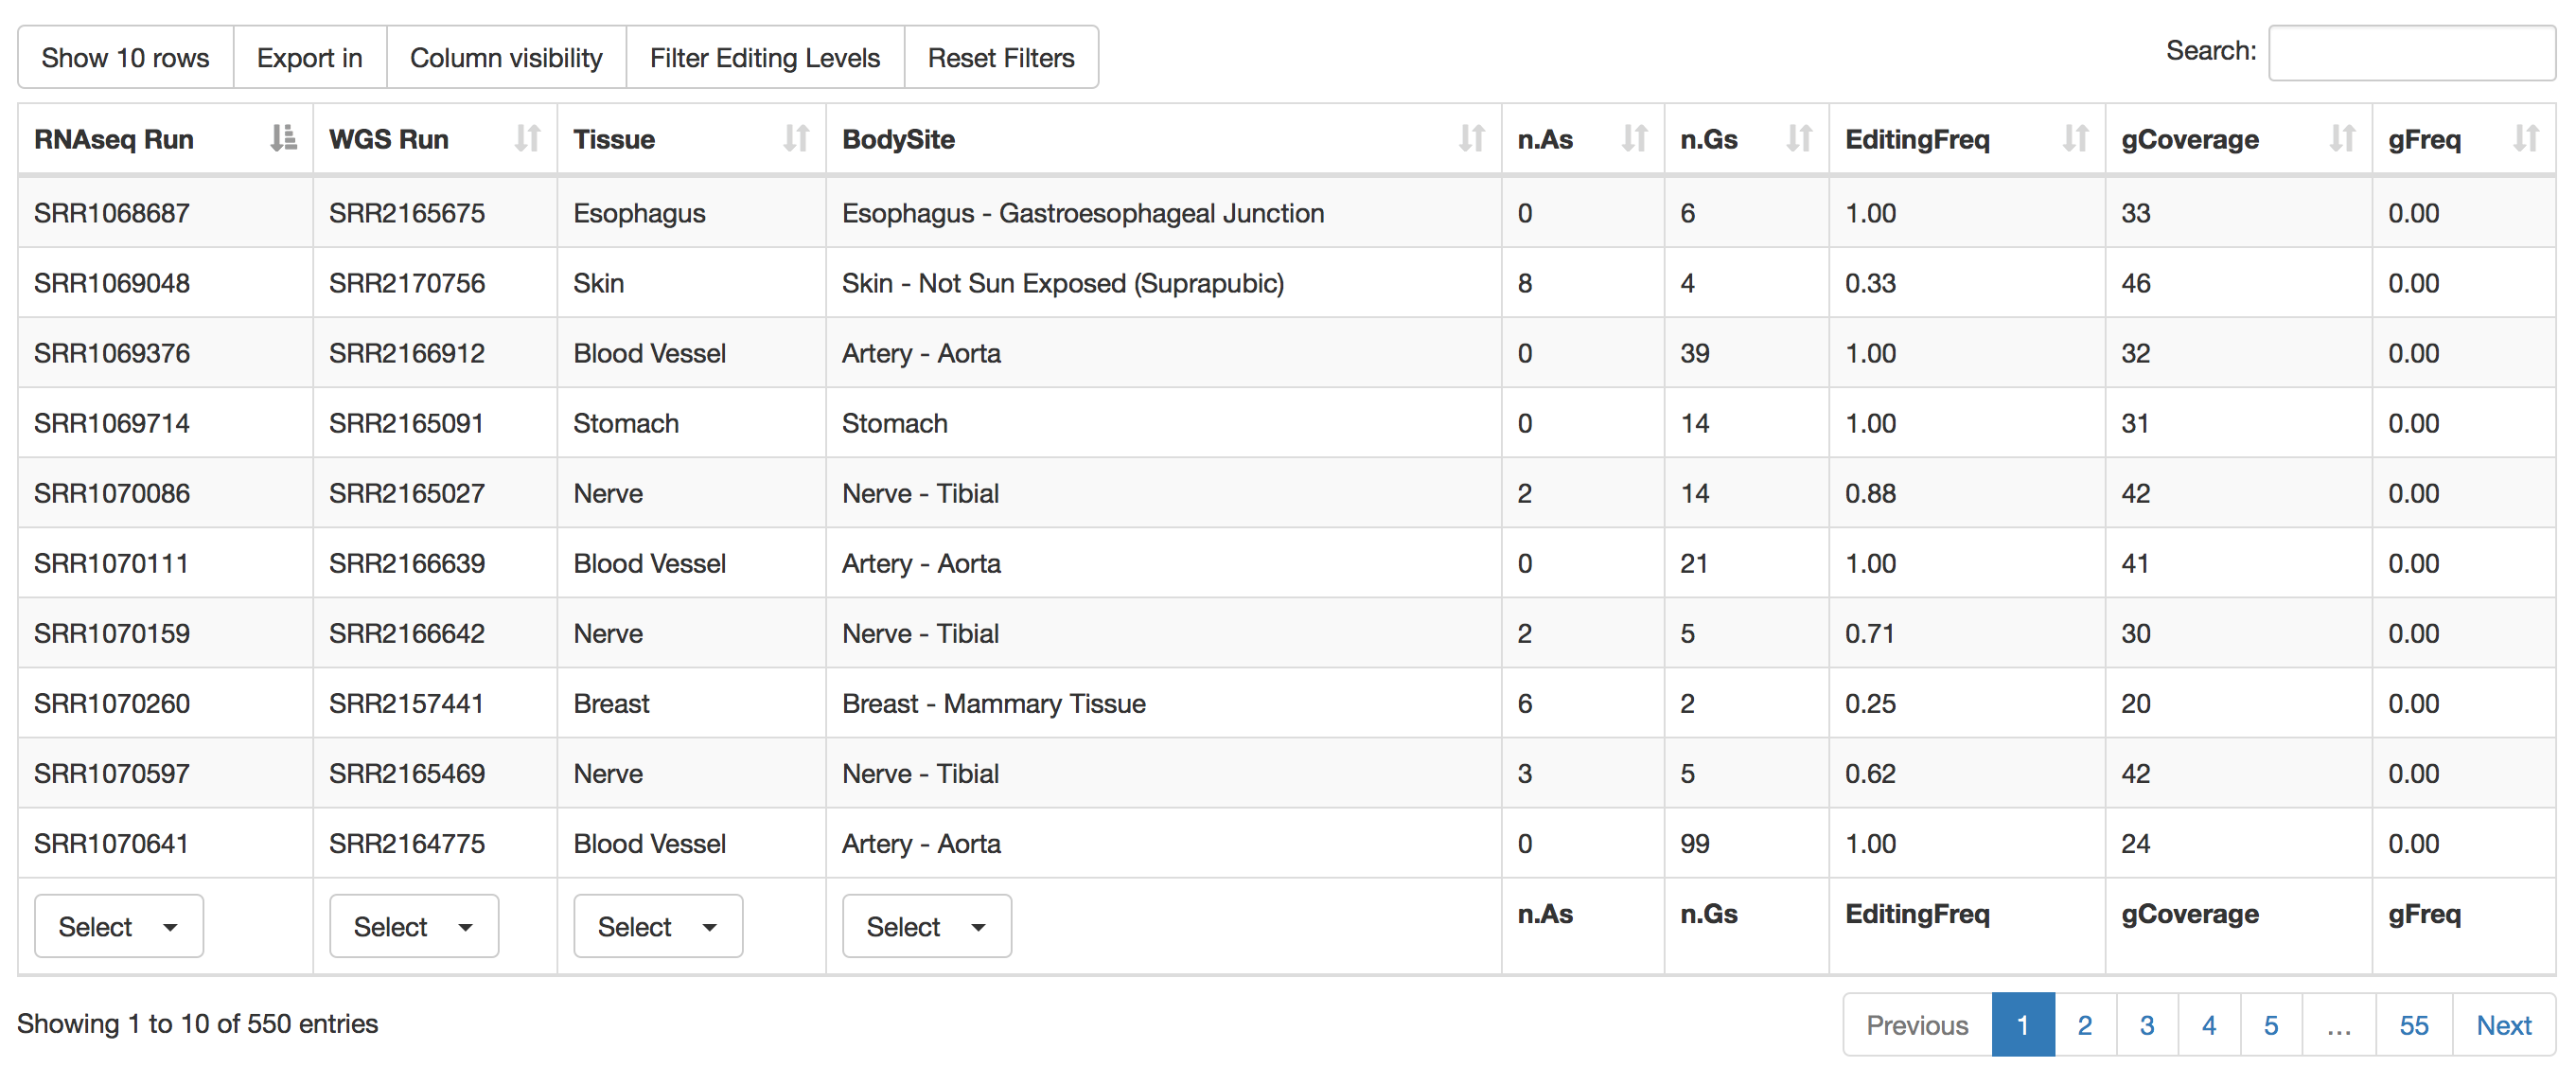 Show 10 rows Export in Column visibility Filter Editing Levels Reset Filters Search:
RNAseq Run WGS Run Tissue BodySite n.As n.Gs EditingFreq gCoverage gFreq
SRR1068687 SRR2165675 Esophagus Esophagus - Gastroesophageal Junction 0 6 1.00 33 0.00
SRR1069048 SRR2170756 Skin Skin - Not Sun Exposed (Suprapubic) 8 4 0.33 46 0.00
SRR1069376 SRR2166912 Blood Vessel Artery - Aorta 0 39 1.00 32 0.00
SRR1069714 SRR2165091 Stomach Stomach 0 14 1.00 31 0.00
SRR1070086 SRR2165027 Nerve Nerve - Tibial 2 14 0.88 42 0.00
SRR1070111 SRR2166639 Blood Vessel Artery - Aorta 0 21 1.00 41 0.00
SRR1070159 SRR2166642 Nerve Nerve - Tibial 2 5 0.71 30 0.00
SRR1070260 SRR2157441 Breast Breast - Mammary Tissue 6 2 0.25 20 0.00
SRR1070597 SRR2165469 Nerve Nerve - Tibial 3 5 0.62 42 0.00
SRR1070641 SRR2164775 Blood Vessel Artery - Aorta 0 99 1.00 24 0.00
Select Select Select Select n.As n.Gs EditingFreq gCoverage gFreq
Showing 1 to 10 of 550 entries Previous 1 2 3 4 5 ... 55 Next